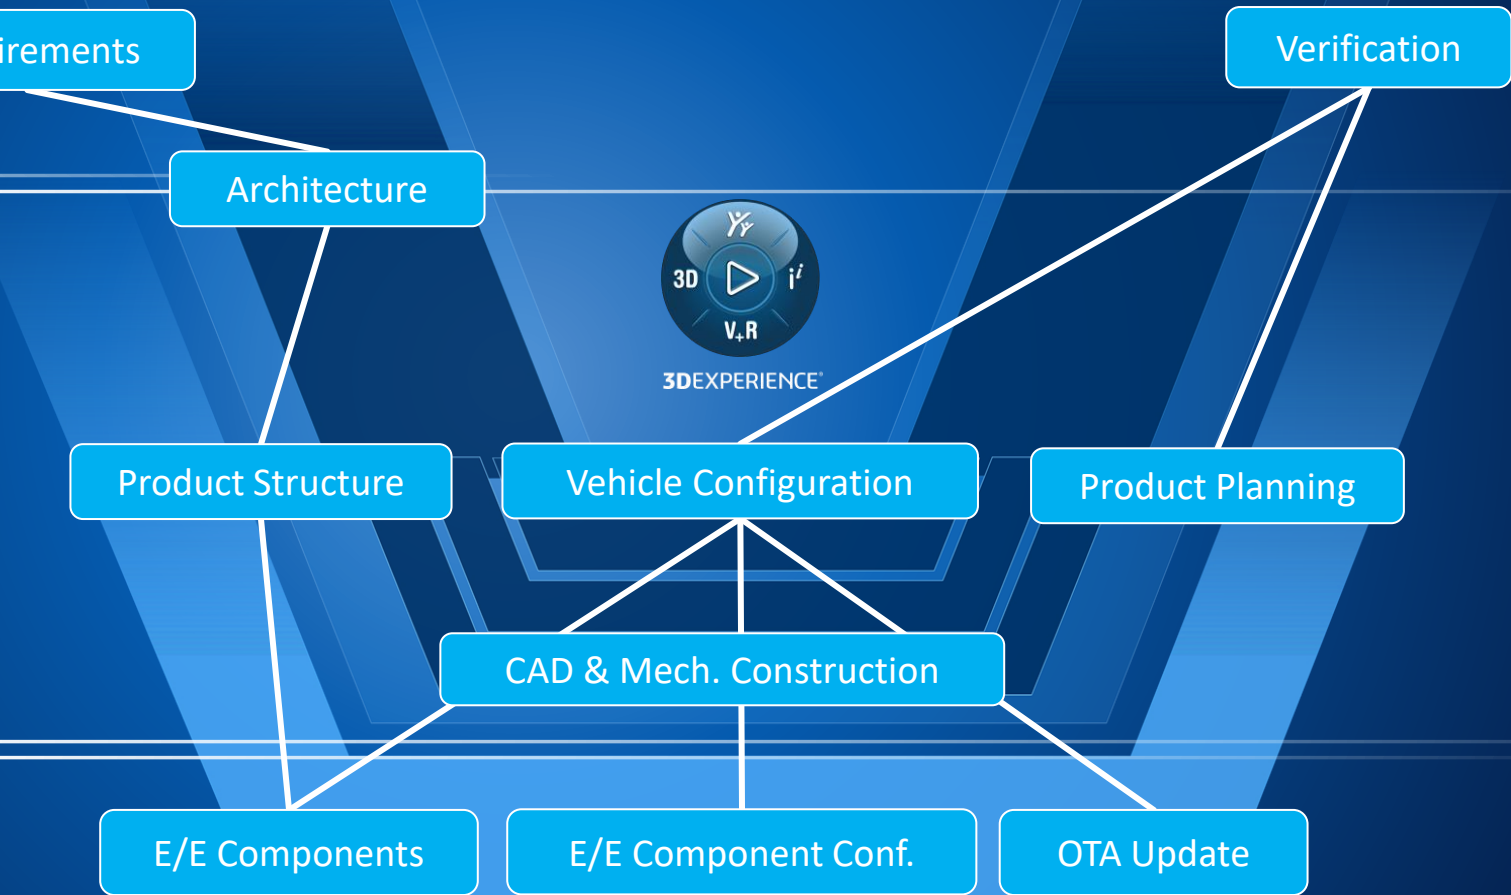 irements
Verification
Architecture
3D
i
V+R
3DEXPERIENCE®
Product Structure
Vehicle Configuration
Product Planning
CAD & Mech. Construction
E/E Components
E/E Component Conf.
OTA Update